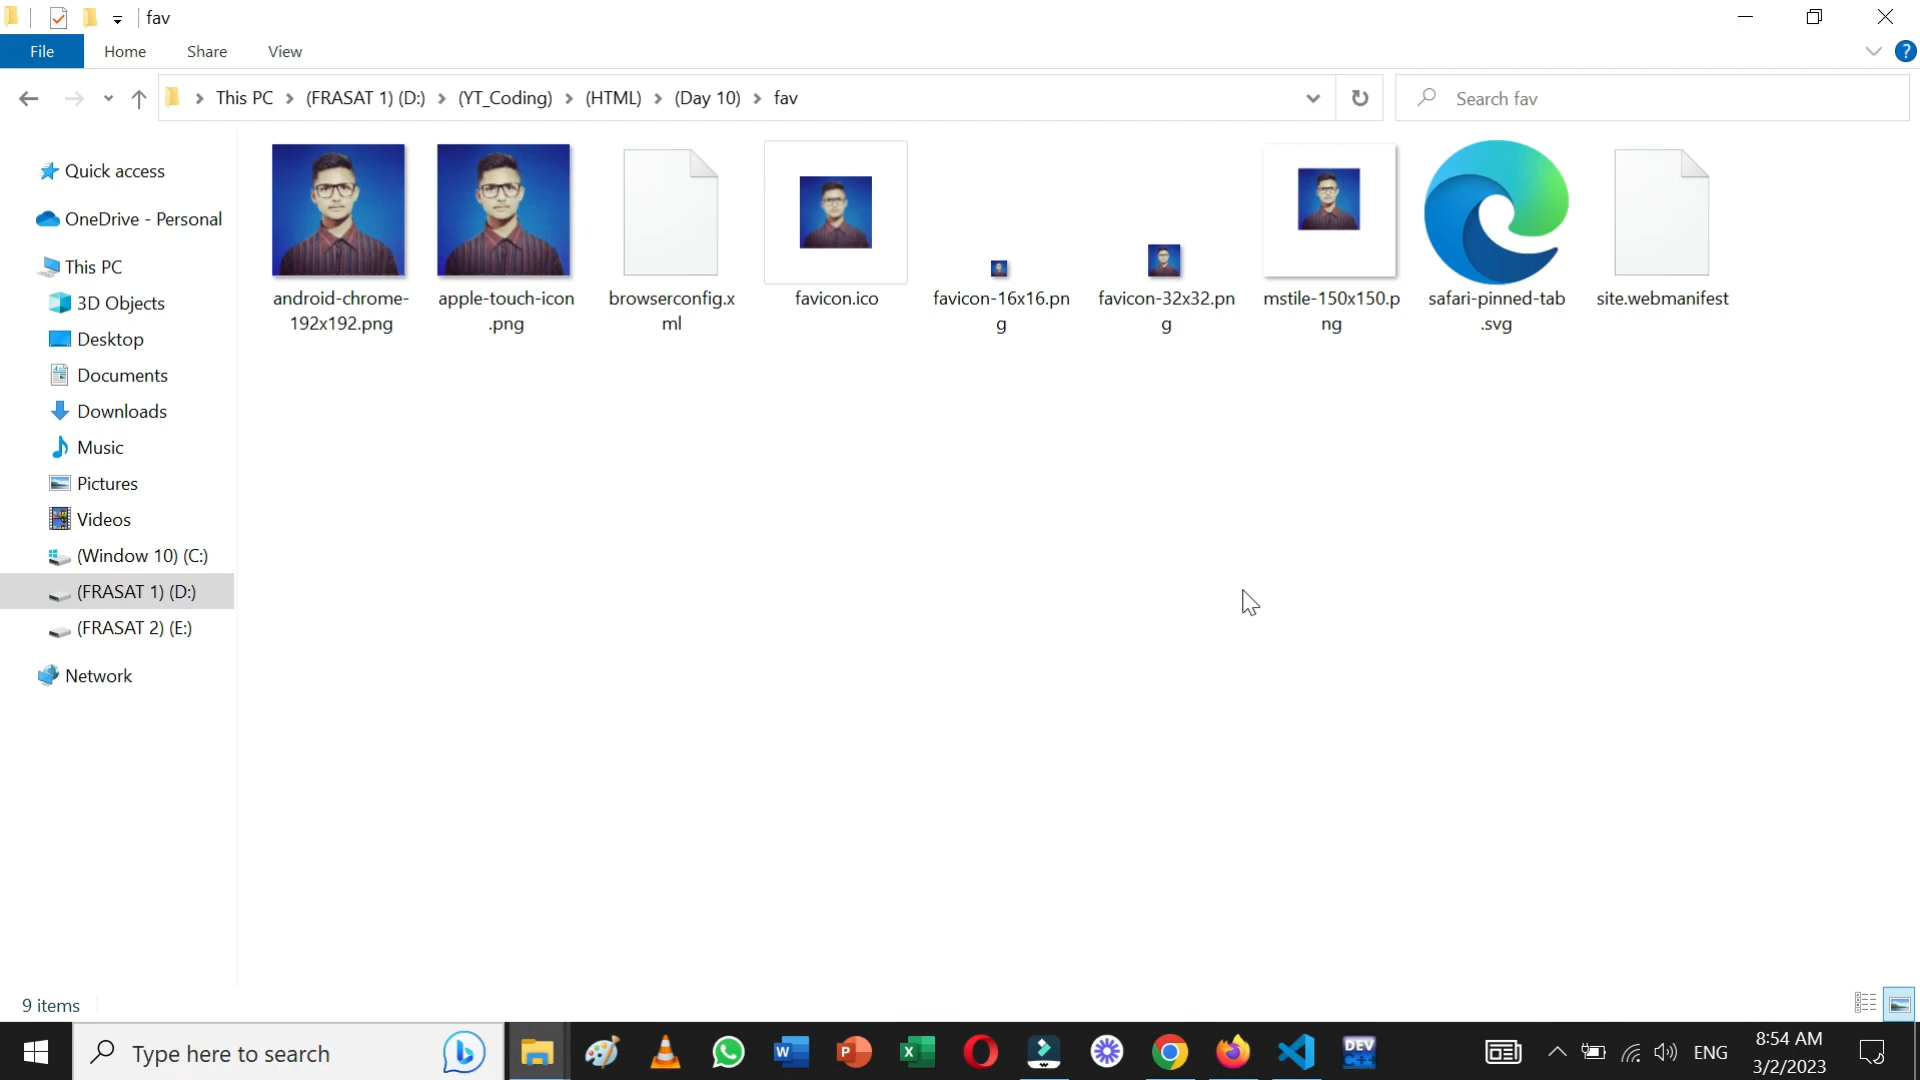 fav
File Home Share View
This PC (FRASAT 1) (D:) (YT_Coding) (HTML) (Day 10) fav
Search fav
Quick access
OneDrive - Personal
This PC
3D Objects
Desktop
Documents
Downloads
Music
Pictures
Videos
(Window 10) (C:)
(FRASAT 1) (D:)
(FRASAT 2) (E:)
Network
android-chrome-
192x192.png
apple-touch-icon
.png
browserconfig.x
ml
favicon.ico
favicon-16x16.pn
g
favicon-32x32.pn
g
mstile-150x150.p
ng
safari-pinned-tab
.svg
site.webmanifest
9 items
Type here to search
DEV
C++
ENG
8:54 AM
3/2/2023